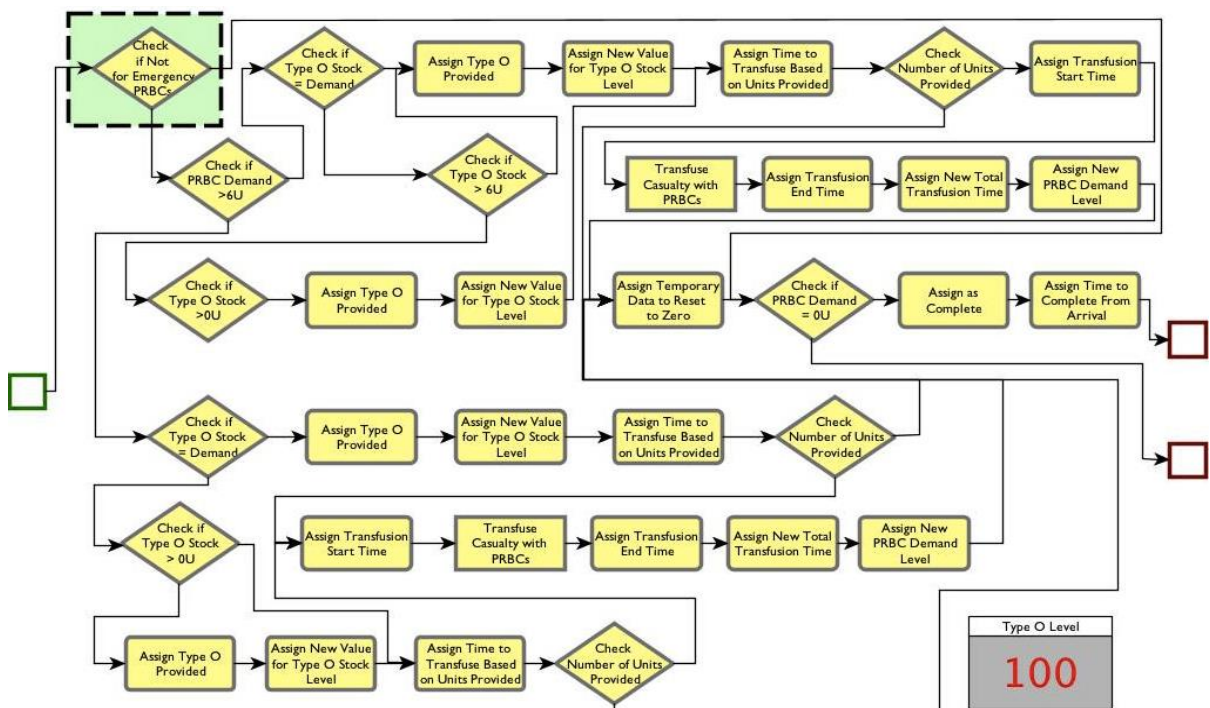 Check
if Not
for Emergency
PRBCs
Check if
Type O Stock
= Demand
Assign Type O
Provided
Assign New Value
for Type O Stock
Level
Assign Time to
Transfuse Based
on Units Provided
Check
Number of Units
Provided
Assign Transfusion
Start Time
Check if
PRBC Demand
>6U
Check if
Type O Stock
> 6U
Transfuse
Casualty with
PRBCs
Assign Transfusion
End Time
Assign New Total
Transfusion Time
Assign New
PRBC Demand
Level
Check if
Type O Stock
>0U
Assign Type O
Provided
Assign New Value
for Type O Stock
Level
Assign Temporary
Data to Reset
to Zero
Check if
PRBC Demand
= 0U
Assign as
Complete
Assign Time to
Complete From
Arrival
Check if
Type O Stock
= Demand
Assign Type O
Provided
Assign New Value
for Type O Stock
Level
Assign Time to
Transfuse Based
on Units Provided
Check
Number of Units
Provided
Check if
Type O Stock
> 0U
Assign Transfusion
Start Time
Transfuse
Casualty with
PRBCs
Assign Transfusion
End Time
Assign New Total
Transfusion Time
Assign New
PRBC Demand
Level
Assign Type O
Provided
Assign New Value
for Type O Stock
Level
Assign Time to
Transfuse Based
on Units Provided
Check
Number of Units
Provided
Type O Level
100